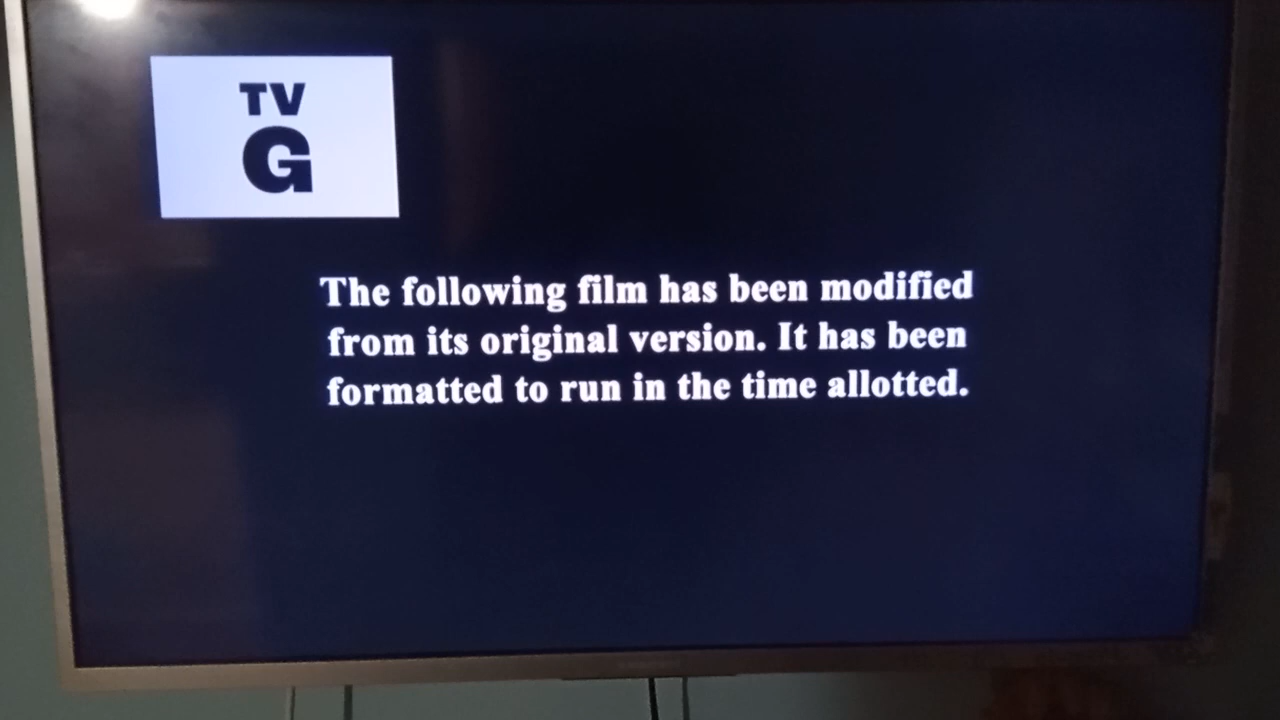 TV
G
The following film has been modified
from its original version. It has been
formatted to run in the time allotted.